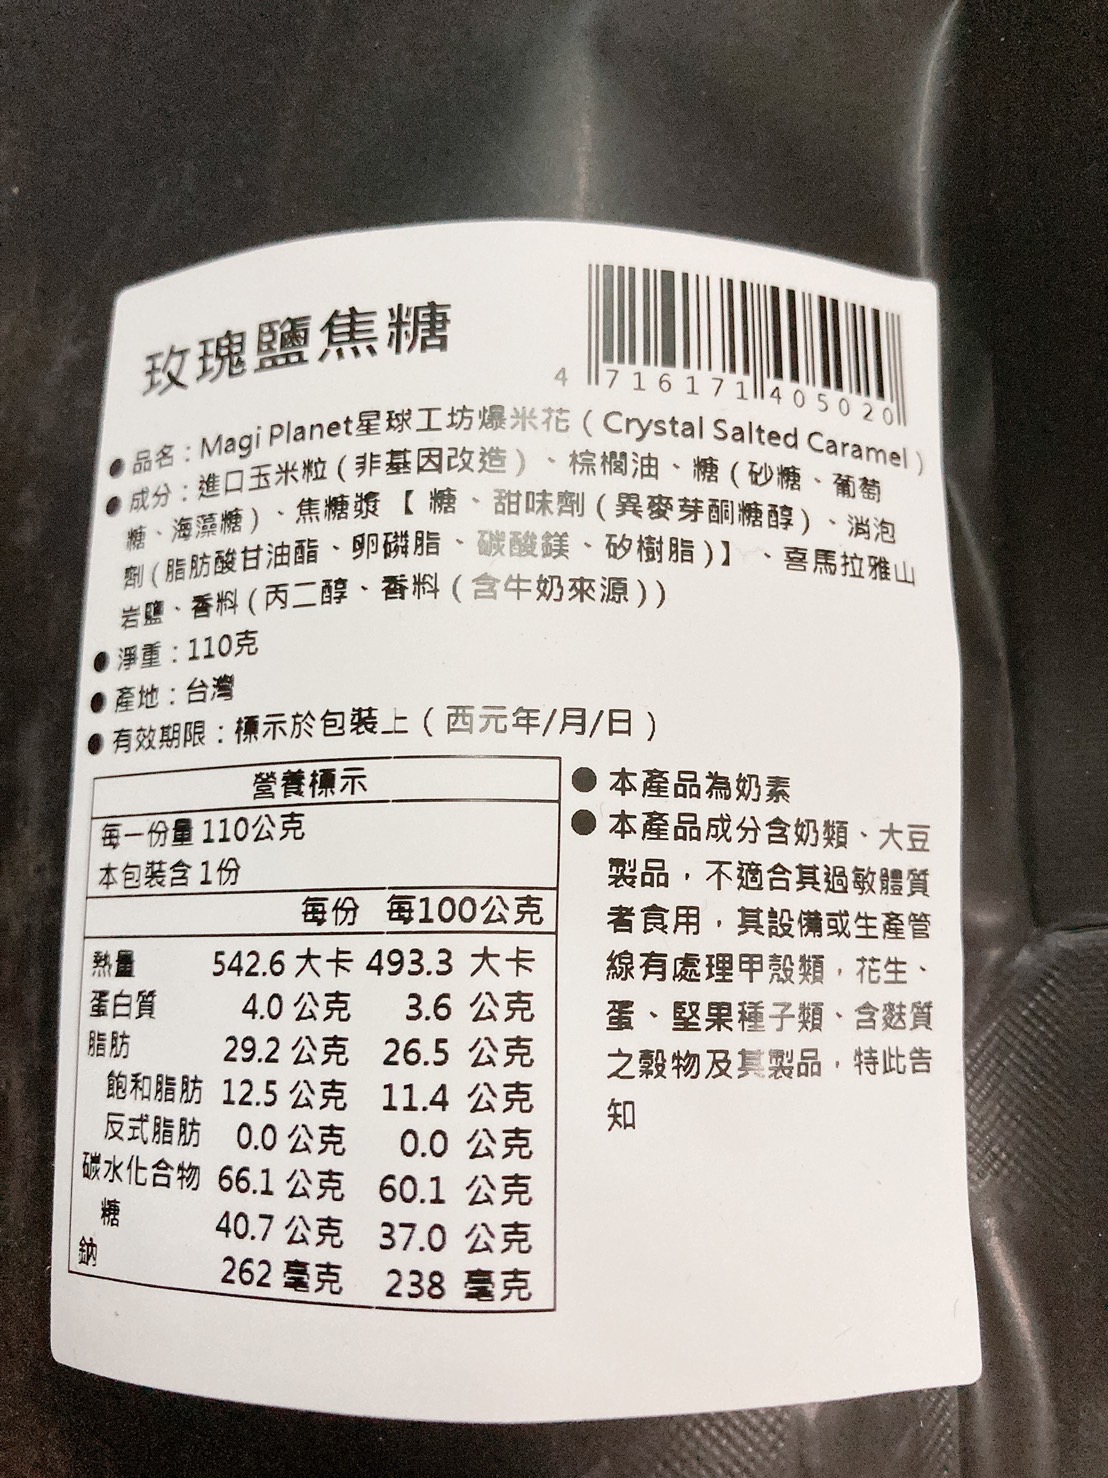 玫瑰鹽焦糖
4 716171 405020
● 品名：Magi Planet星球工坊爆米花（Crystal Salted Caramel）
● 成分：進口玉米粒（非基因改造）、棕櫚油、糖（砂糖、葡萄
糖、海藻糖）、焦糖漿【糖、甜味劑（異麥芽酮糖醇）、消泡
劑（脂肪酸甘油酯、卵磷脂、碳酸鎂、矽樹脂）】、喜馬拉雅山
岩鹽、香料（丙二醇、香料（含牛奶來源））
● 淨重：110克
● 產地：台灣
● 有效期限：標示於包裝上（西元年/月/日）
營養標示
每一份量 110公克
本包裝含 1份
每份 每100公克
熱量 542.6 大卡 493.3 大卡
蛋白質 4.0 公克 3.6 公克
脂肪 29.2 公克 26.5 公克
飽和脂肪 12.5 公克 11.4 公克
反式脂肪 0.0 公克 0.0 公克
碳水化合物 66.1 公克 60.1 公克
糖 40.7 公克 37.0 公克
鈉 262 毫克 238 毫克
● 本產品為奶素
● 本產品成分含奶類、大豆
製品，不適合其過敏體質
者食用，其設備或生產管
線有處理甲殼類，花生、
蛋、堅果種子類、含麩質
之穀物及其製品，特此告
知